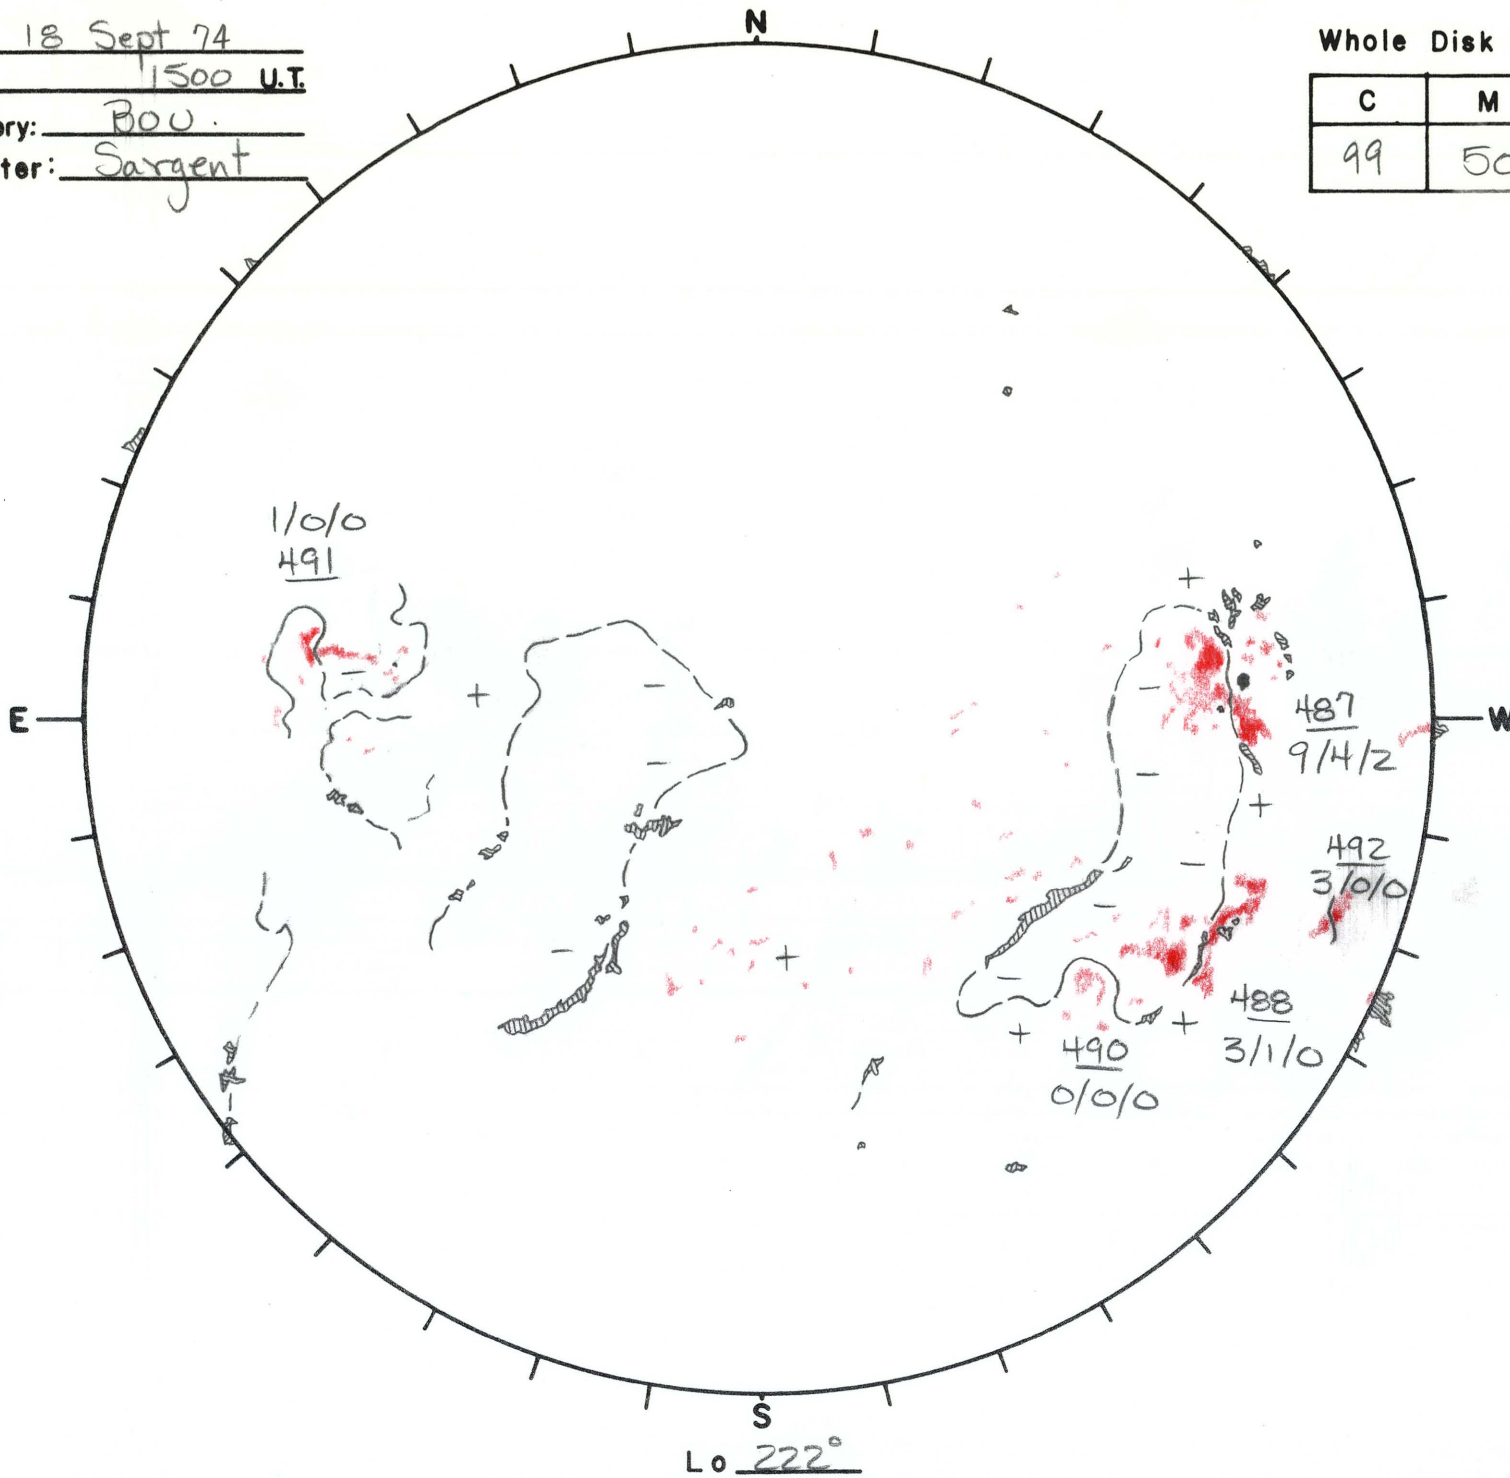 18 Sept 74
1500 U.T.
ory: BOU.
ter: Sargent
N
Whole Disk
C M
99 50
1/0/0
491
E
W
487
9/4/2
492
3/0/0
488
3/1/0
490
0/0/0
S
Lo 222°